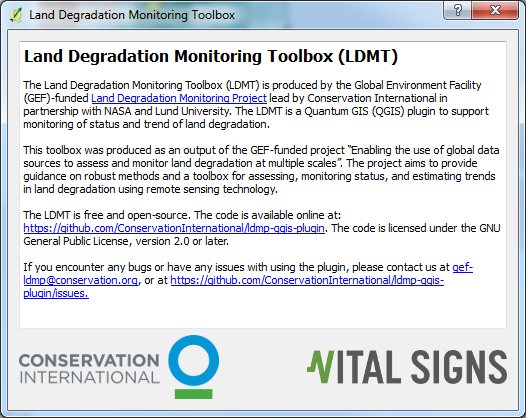 Land Degradation Monitoring Toolbox
Land Degradation Monitoring Toolbox (LDMT)
The Land Degradation Monitoring Toolbox (LDMT) is produced by the Global Environment Facility
(GEF)-funded Land Degradation Monitoring Project lead by Conservation International in
partnership with NASA and Lund University. The LDMT is a Quantum GIS (QGIS) plugin to support
monitoring of status and trend of land degradation.
This toolbox was produced as an output of the GEF-funded project “Enabling the use of global data
sources to assess and monitor land degradation at multiple scales”. The project aims to provide
guidance on robust methods and a toolbox for assessing, monitoring status, and estimating trends
in land degradation using remote sensing technology.
The LDMT is free and open-source. The code is available online at:
https://github.com/ConservationInternational/ldmp-qgis-plugin. The code is licensed under the GNU
General Public License, version 2.0 or later.
If you encounter any bugs or have any issues with using the plugin, please contact us at gef-
ldmp@conservation.org, or at https://github.com/ConservationInternational/ldmp-qgis-
plugin/issues.
CONSERVATION
INTERNATIONAL
VITAL SIGNS